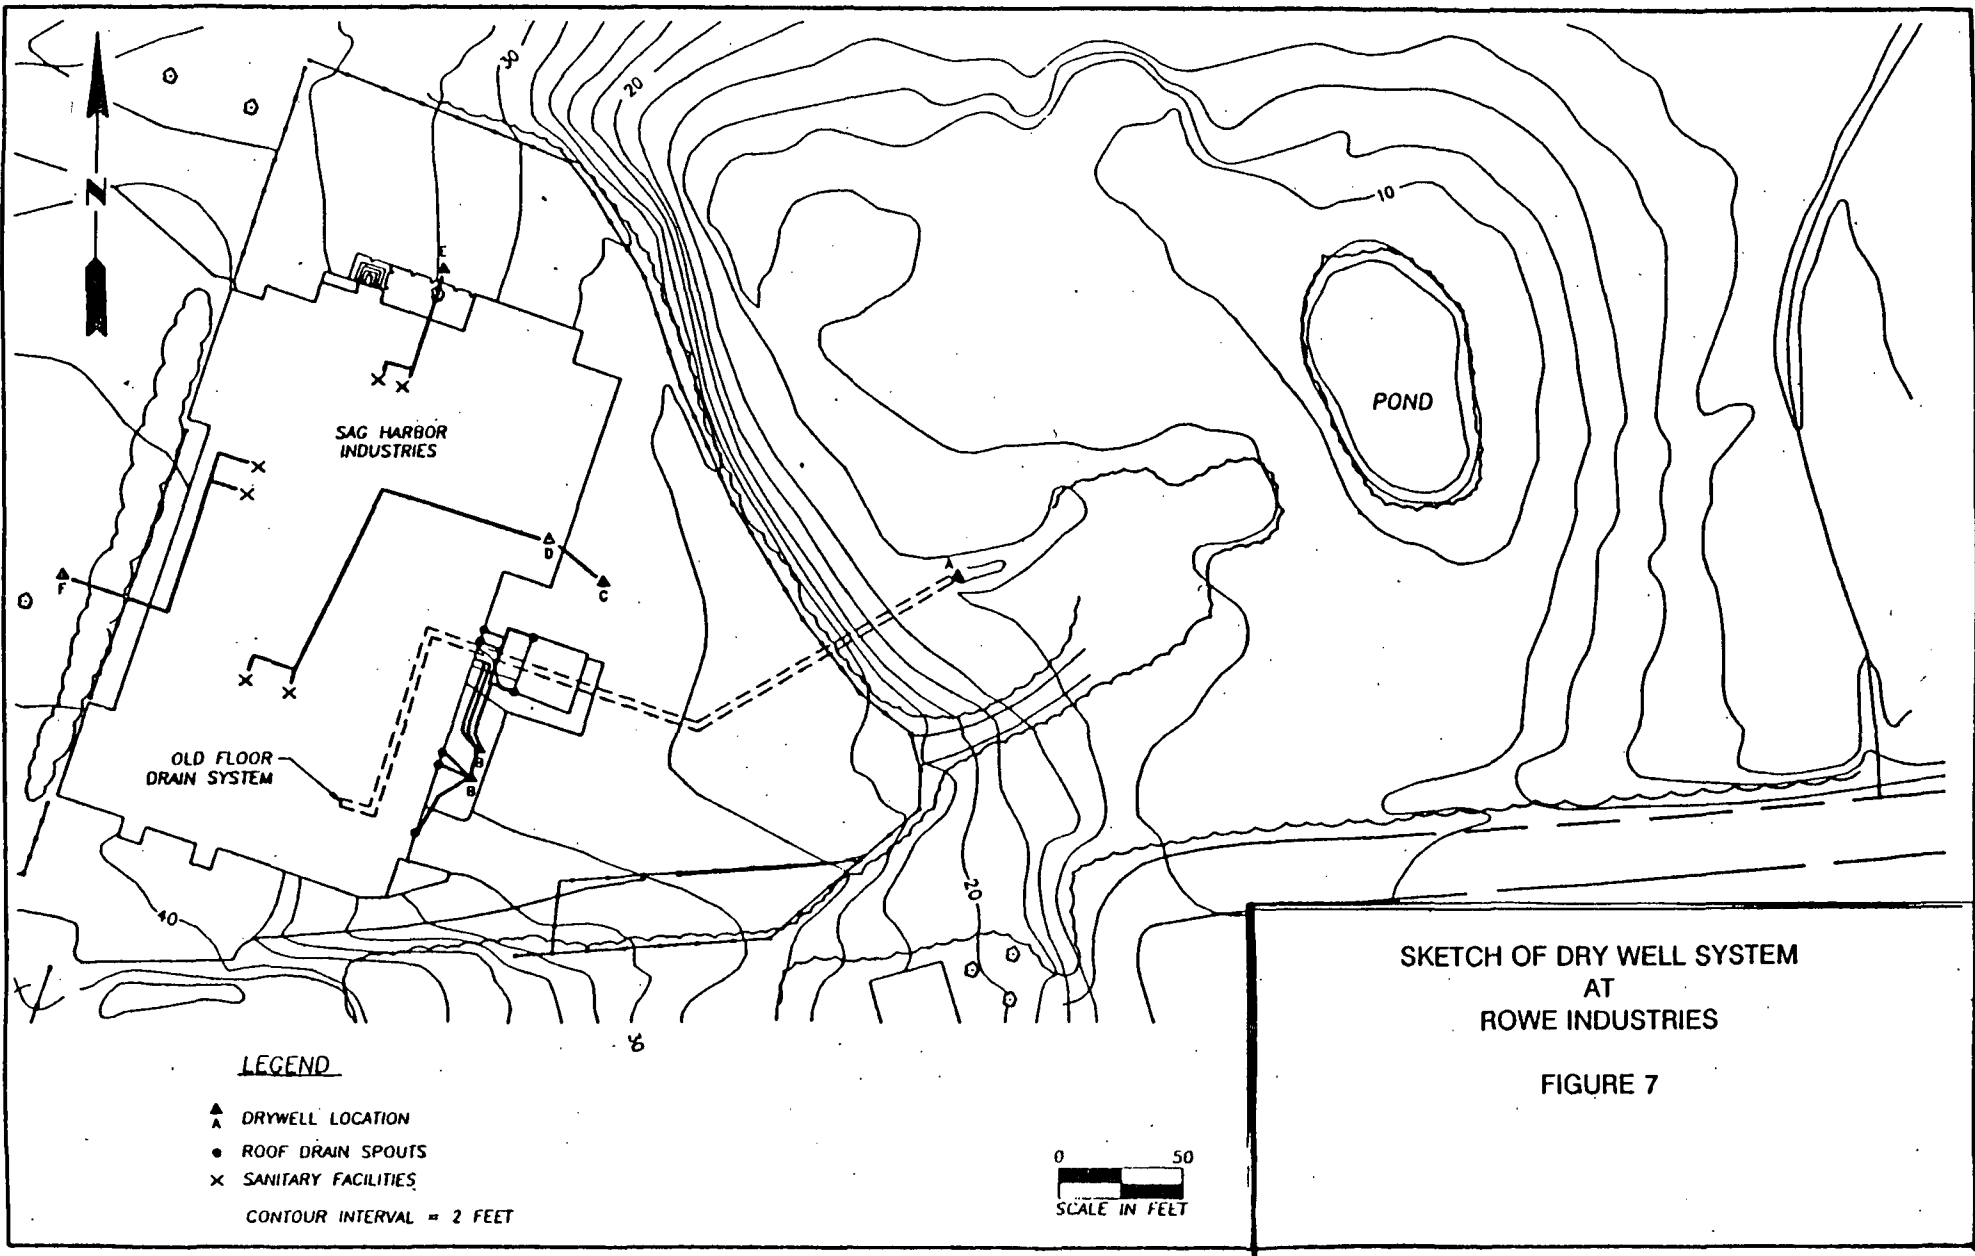 30
20
10
N
E
POND
SAG HARBOR
INDUSTRIES
D
A
F
C
OLD FLOOR
DRAIN SYSTEM
B
B
20
40
SKETCH OF DRY WELL SYSTEM
AT
ROWE INDUSTRIES
FIGURE 7
LEGEND
A DRYWELL LOCATION
ROOF DRAIN SPOUTS
X SANITARY FACILITIES
CONTOUR INTERVAL = 2 FEET
0 50
SCALE IN FEET